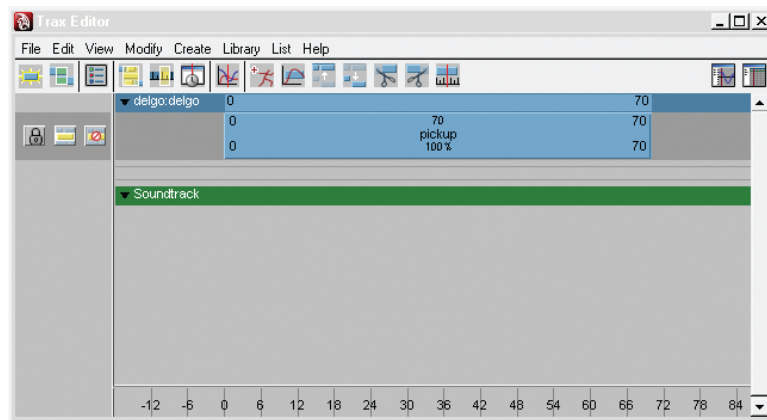 Trax Editor
File Edit View Modify Create Library List Help
delgo:delgo 0 70
0 70 70
pickup
0 100% 70
Soundtrack
-12 -6 0 6 12 18 24 30 36 42 48 54 60 66 72 78 84